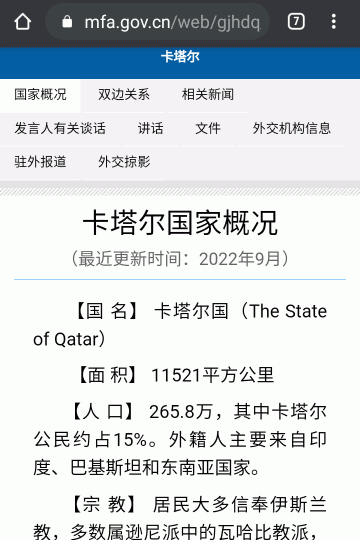 mfa.gov.cn/web/gjhdq
7
卡塔尔
国家概况 双边关系 相关新闻
发言人有关谈话 讲话 文件 外交机构信息
驻外报道 外交掠影
卡塔尔国家概况
（最近更新时间：2022年9月）
【国 名】 卡塔尔国（The State
of Qatar）
【面 积】 11521平方公里
【人 口】 265.8万，其中卡塔尔
公民约占15%。外籍人主要来自印
度、巴基斯坦和东南亚国家。
【宗 教】 居民大多信奉伊斯兰
教，多数属逊尼派中的瓦哈比教派，